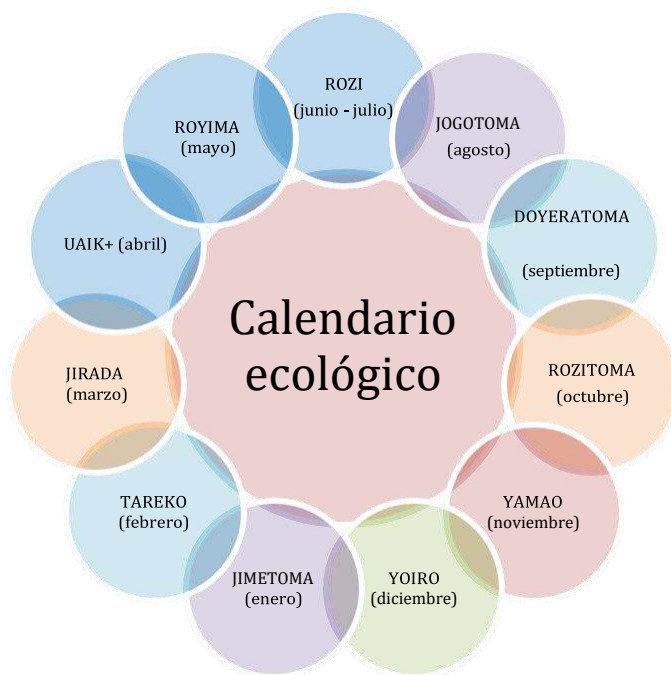 ROZI
(junio - julio)
JOGOTOMA
(agosto)
DOYERATOMA
(septiembre)
ROZITOMA
(octubre)
YAMAO
(noviembre)
YOIRO
(diciembre)
JIMETOMA
(enero)
TAREKO
(febrero)
JIRADA
(marzo)
UAIK+ (abril)
ROYIMA
(mayo)
Calendario
ecológico